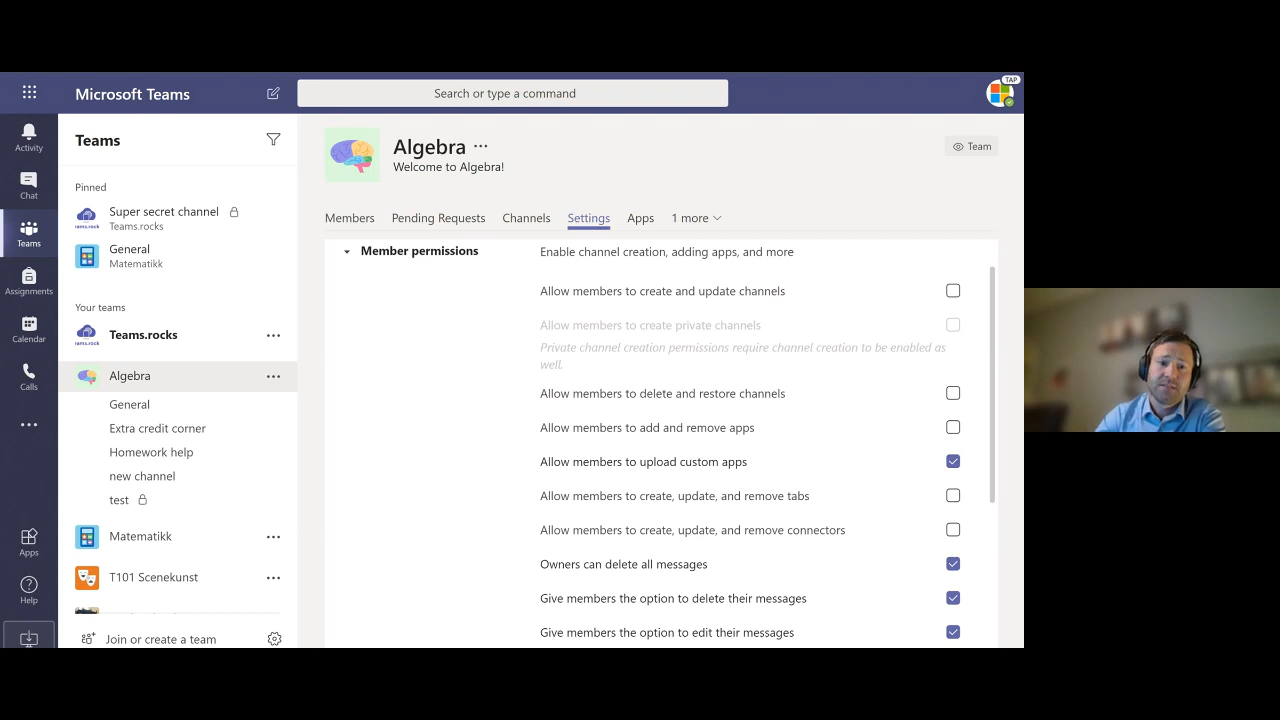 Microsoft Teams
Search or type a command
TAP
Activity
Chat
Teams
Assignments
Calendar
Calls
Apps
Help
Teams
Pinned
Super secret channel
Teams.rocks
General
Matematikk
Your teams
Teams.rocks
Algebra
General
Extra credit corner
Homework help
new channel
test
Matematikk
T101 Scenekunst
Join or create a team
Algebra
Welcome to Algebra!
Team
Members Pending Requests Channels Settings Apps 1 more
Member permissions Enable channel creation, adding apps, and more
Allow members to create and update channels
Allow members to create private channels
Private channel creation permissions require channel creation to be enabled as
well.
Allow members to delete and restore channels
Allow members to add and remove apps
Allow members to upload custom apps
Allow members to create, update, and remove tabs
Allow members to create, update, and remove connectors
Owners can delete all messages
Give members the option to delete their messages
Give members the option to edit their messages